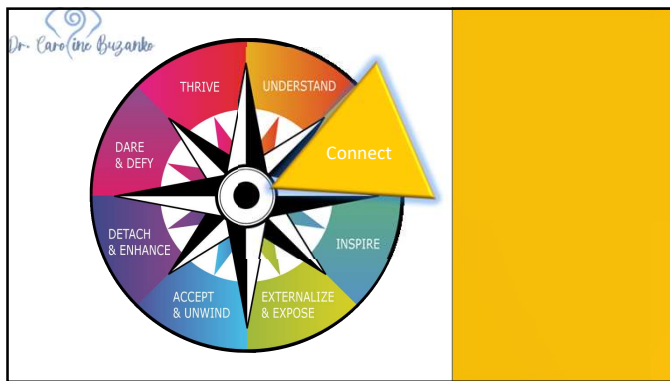 Dr. Caroline Buzanko
THRIVE
UNDERSTAND
Connect
DARE
& DEFY
DETACH
& ENHANCE
INSPIRE
ACCEPT
& UNWIND
EXTERNALIZE
& EXPOSE